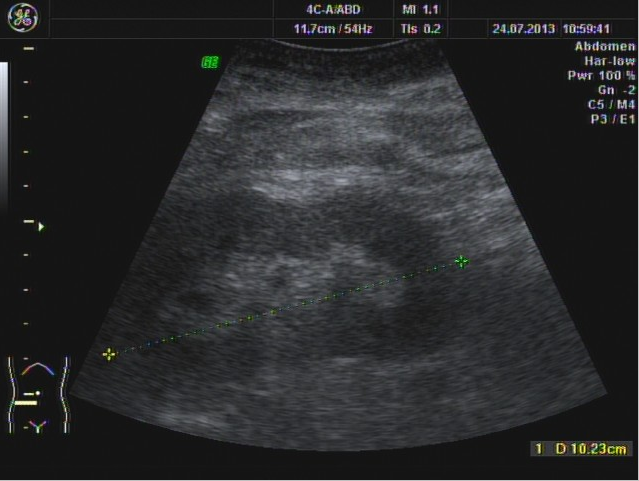 4C-A/ABD MI 1.1
11.7cm / 54Hz TIs 0.2 24.07.2013 10:59:41
GE
Abdomen
Har-low
Pwr 100 %
Gn -2
C5 / M4
P3 / E1
1 D 10.23cm